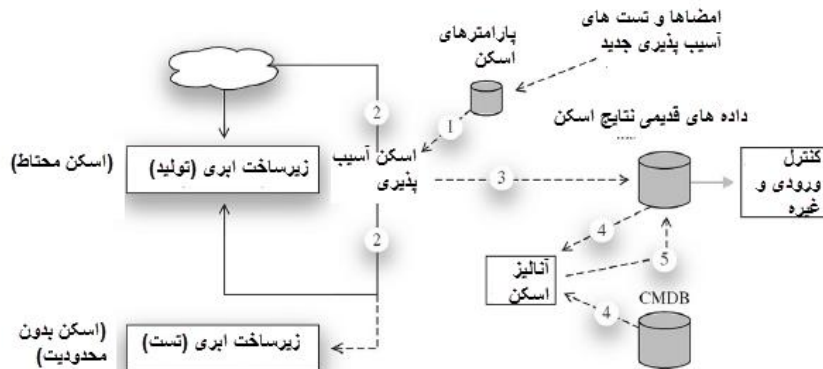 امضاها و تست های
آسیب پذیری جدید
پارامترهای
اسکن
داده های قدیمی نتایج اسکن
....
کنترل
ورودی و
غیره
اسکن آسیب
پذیری
زیرساخت ابری (تولید)
(اسکن محتاط)
1
2
2
3
4
5
4
آنالیز
اسکن
CMDB
زیرساخت ابری (تست)
(اسکن بدون
محدودیت)